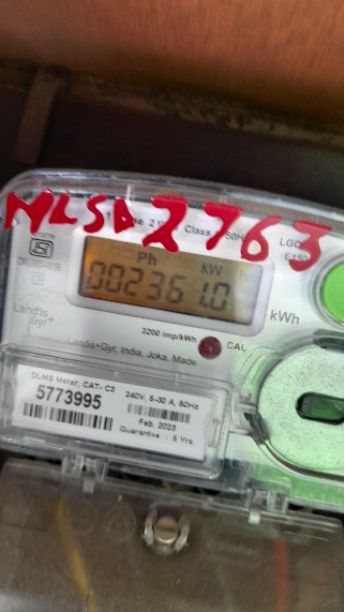 NLSD2763
Ph kW
002361.0
kWh
3200 imp/kWh
CAL
Landis+Gyr, India, Joka, Made
Landis
Gyr+
DLMS Meter, CAT- C3
5773995
240V, 5-30 A, 50Hz
Feb. 2023
Guarantee : 5 Yrs.